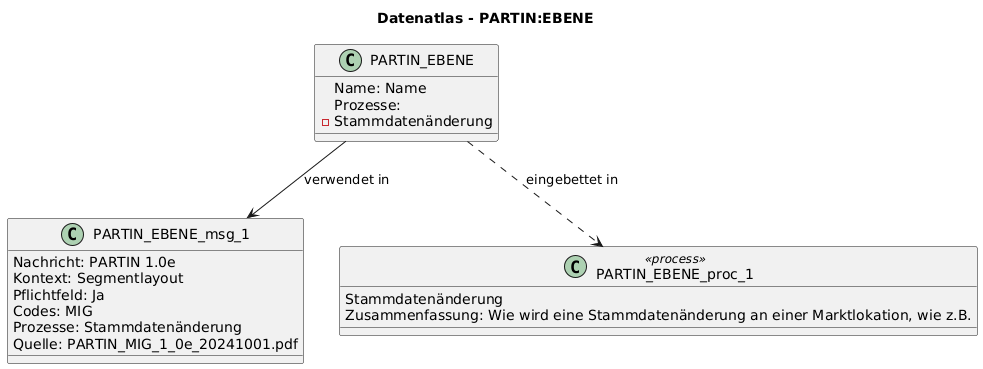 Datenatlas - PARTIN:EBENE
C PARTIN_EBENE
Name: Name
Prozesse:
Stammdatenänderung
verwendet in
eingebettet in
C PARTIN_EBENE_msg_1
Nachricht: PARTIN 1.0e
Kontext: Segmentlayout
Pflichtfeld: Ja
Codes: MIG
Prozesse: Stammdatenänderung
Quelle: PARTIN_MIG_1_0e_20241001.pdf
«process»
C PARTIN_EBENE_proc_1
Stammdatenänderung
Zusammenfassung: Wie wird eine Stammdatenänderung an einer Marktlokation, wie z.B.